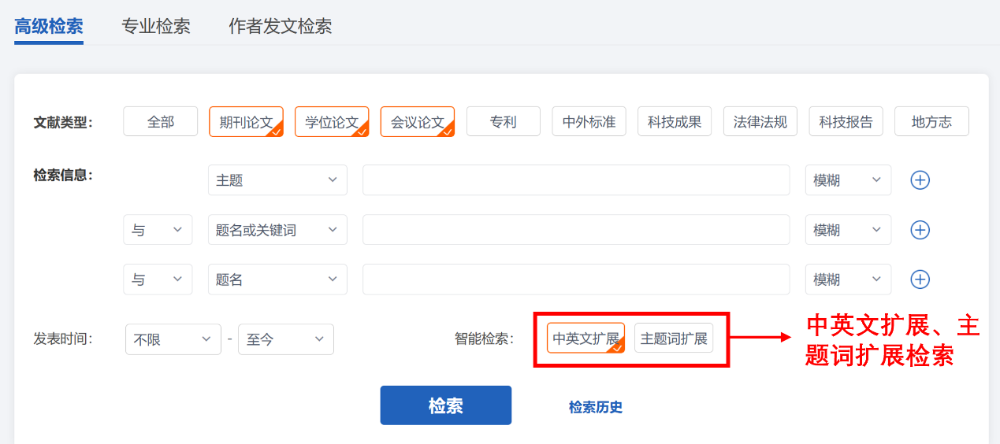 高级检索 专业检索 作者发文检索
文献类型： 全部 期刊论文 学位论文 会议论文 专利 中外标准 科技成果 法律法规 科技报告 地方志
检索信息： 主题 模糊
与 题名或关键词 模糊
与 题名 模糊
发表时间： 不限 - 至今 智能检索： 中英文扩展 主题词扩展
中英文扩展、主
题词扩展检索
检索 检索历史